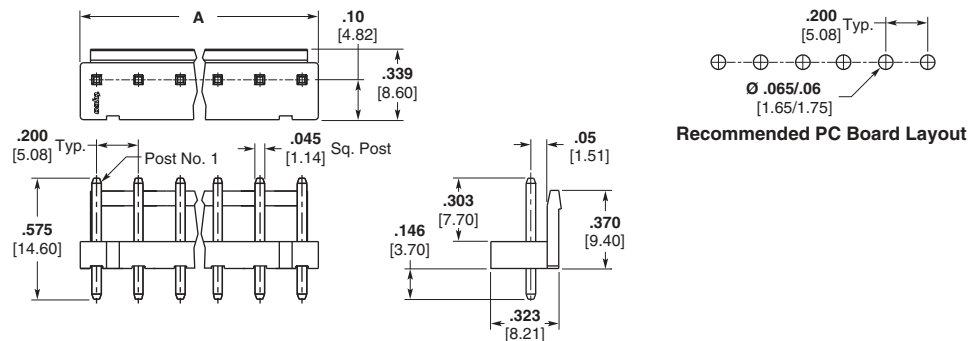 A
.10
[4.82]
.339
[8.60]
.200
[5.08] Typ.
Post No. 1
.045
[1.14] Sq. Post
.575
[14.60]
.303
[7.70]
.146
[3.70]
.05
[1.51]
.370
[9.40]
.323
[8.21]
.200
[5.08] Typ.
Ø .065/.06
[1.65/1.75]
Recommended PC Board Layout